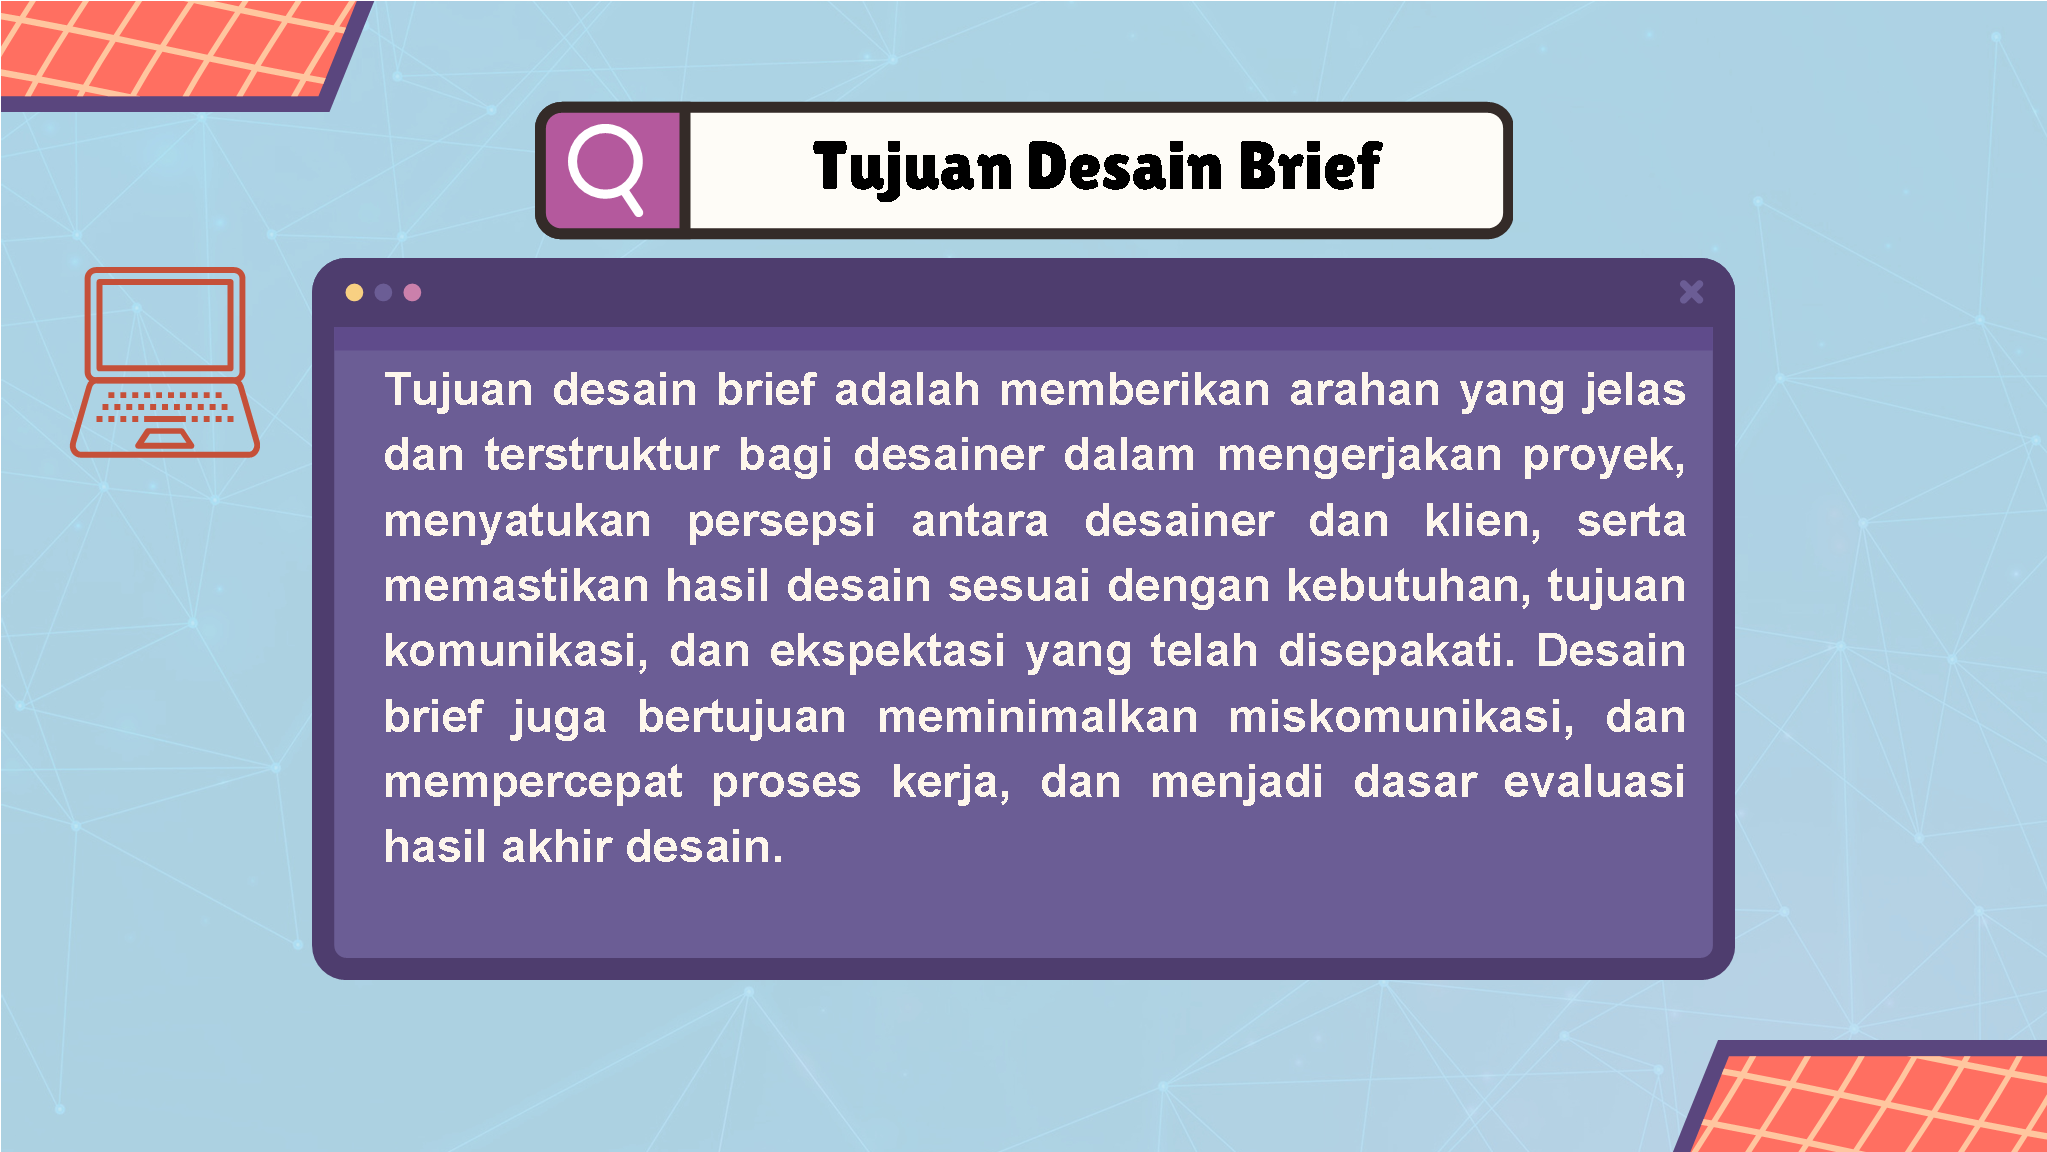 Tujuan Desain Brief
Tujuan desain brief adalah memberikan arahan yang jelas
dan terstruktur bagi desainer dalam mengerjakan proyek,
menyatukan persepsi antara desainer dan klien, serta
memastikan hasil desain sesuai dengan kebutuhan, tujuan
komunikasi, dan ekspektasi yang telah disepakati. Desain
brief juga bertujuan meminimalkan miskomunikasi, dan
mempercepat proses kerja, dan menjadi dasar evaluasi
hasil akhir desain.